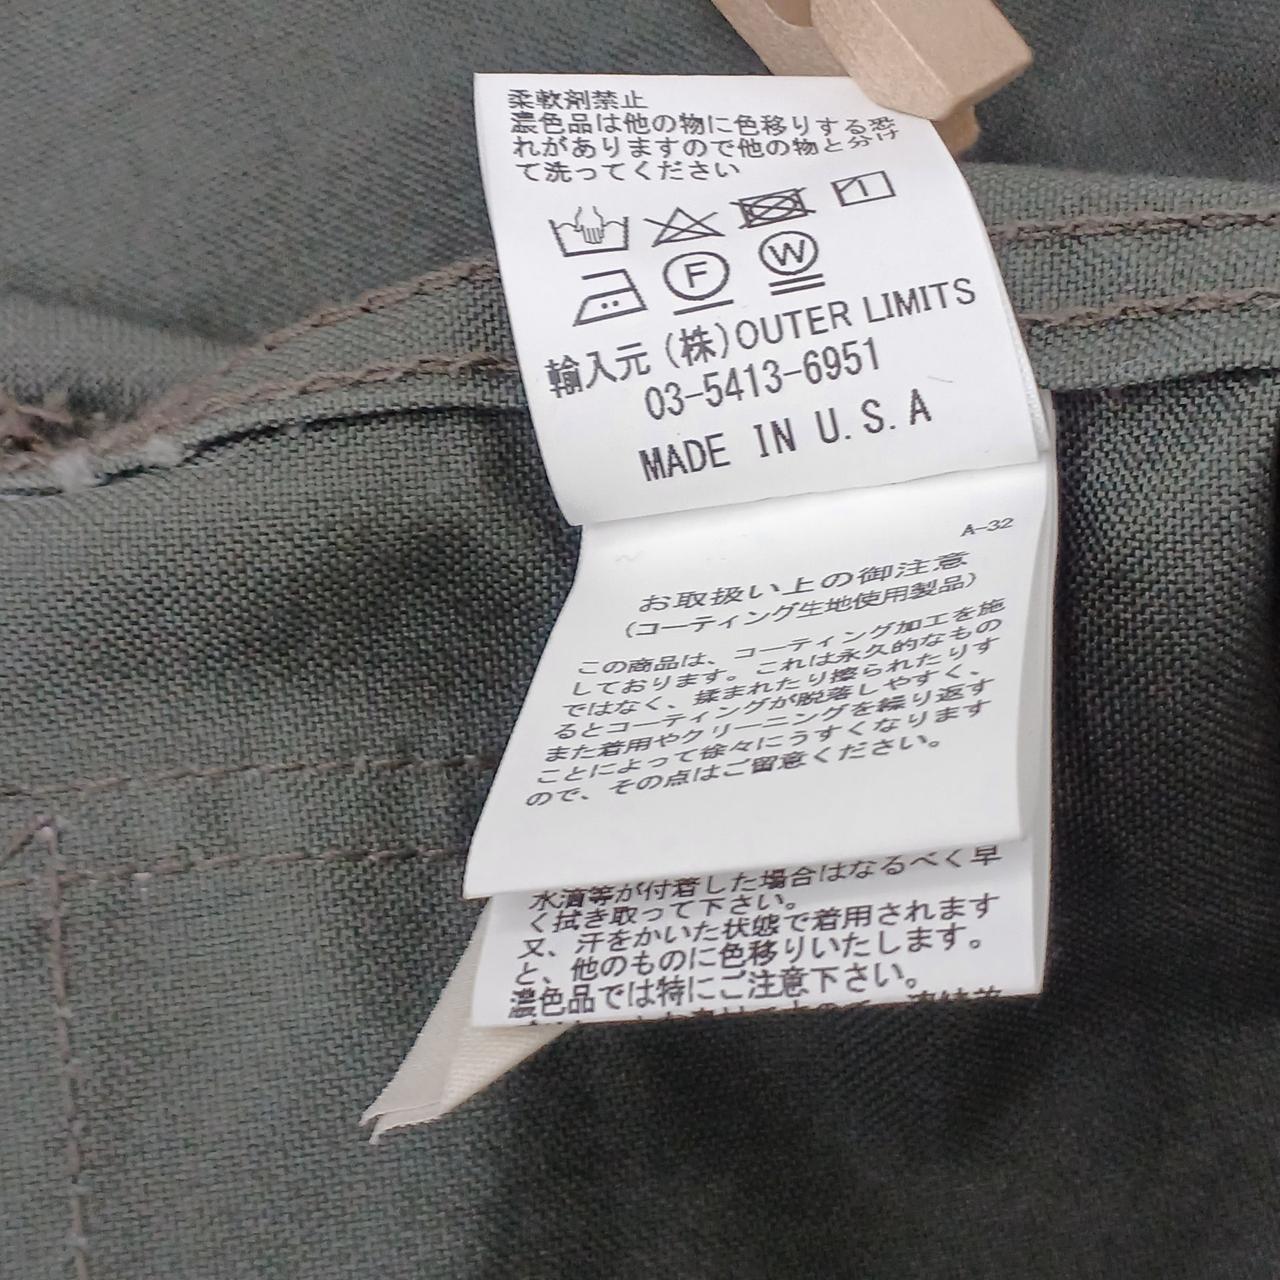 柔軟剤禁止
濃色品は他の物に色移りする恐
れがありますので他の物と分け
て洗ってください
F W
輸入元 (株)OUTER LIMITS
03-5413-6951
MADE IN U.S.A
A-32
お取扱い上の御注意
(コーティング生地使用製品)
この商品は、コーティング加工を施
しております。これは永久的なもの
ではなく、揉まれたり擦られたりす
るとコーティングが脱落しやすく、
また着用やクリーニングを繰り返す
ことによって徐々にうすくなります
ので、その点はご留意ください。
水滴等が付着した場合はなるべく早
く拭き取って下さい。
又、汗をかいた状態で着用されます
と、他のものに色移りいたします。
濃色品では特にご注意下さい。